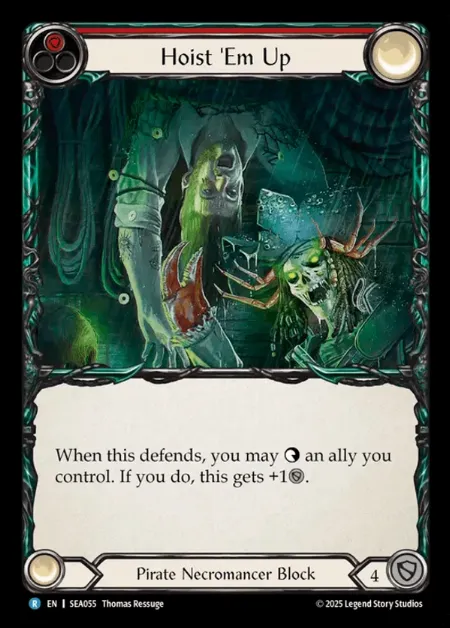 Hoist 'Em Up
When this defends, you may an ally you
control. If you do, this gets +1.
Pirate Necromancer Block
4
R EN | SEA055 Thomas Ressuge
© 2025 Legend Story Studios